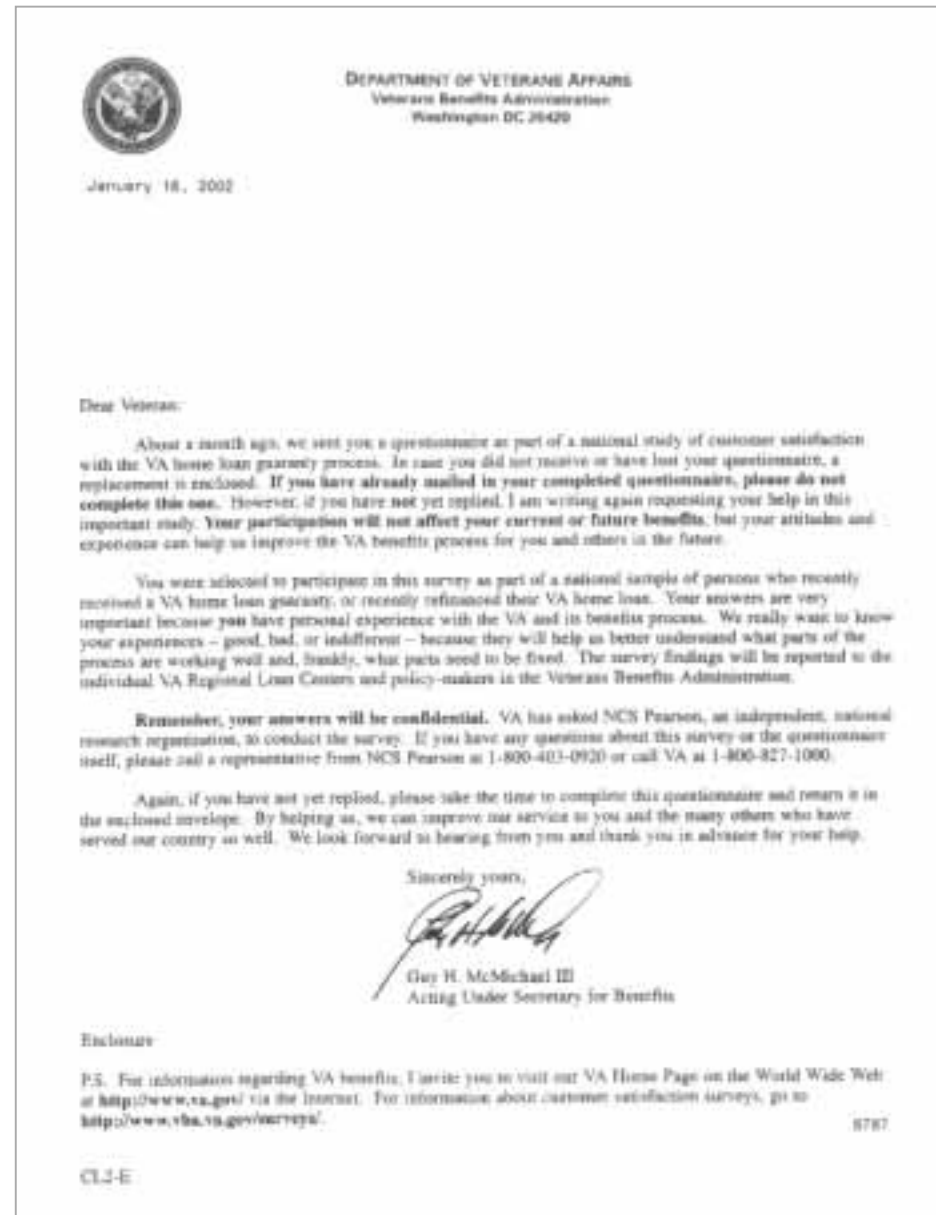 DEPARTMENT OF VETERANS AFFAIRS
Veterans Benefits Administration
Washington DC 20420
January 16, 2002
Dear Veteran:
About a month ago, we sent you a questionnaire as part of a national study of customer satisfaction
with the VA home loan guaranty process. In case you did not receive or have lost your questionnaire, a
replacement is enclosed. If you have already mailed in your completed questionnaire, please do not
complete this one. However, if you have not yet replied, I am writing again requesting your help in this
important study. Your participation will not affect your current or future benefits, but your attitudes and
experience can help us improve the VA benefits process for you and others in the future.
You were selected to participate in this survey as part of a national sample of persons who recently
received a VA home loan guaranty, or recently refinanced their VA home loan. Your answers are very
important because you have personal experience with the VA and its benefits process. We really want to know
your experiences – good, bad, or indifferent – because they will help us better understand what parts of the
process are working well and, frankly, what parts need to be fixed. The survey findings will be reported to the
individual VA Regional Loan Centers and policy-makers in the Veterans Benefits Administration.
Remember, your answers will be confidential. VA has asked NCS Pearson, an independent, national
research organization, to conduct the survey. If you have any questions about this survey or the questionnaire
itself, please call a representative from NCS Pearson at 1-800-403-0920 or call VA at 1-800-827-1000.
Again, if you have not yet replied, please take the time to complete this questionnaire and return it in
the enclosed envelope. By helping us, we can improve our service to you and the many others who have
served our country so well. We look forward to hearing from you and thank you in advance for your help.
Sincerely yours,
Guy H. McMichael III
Acting Under Secretary for Benefits
Enclosure
P.S. For information regarding VA benefits, I invite you to visit our VA Home Page on the World Wide Web
at http://www.va.gov/ via the Internet. For information about customer satisfaction surveys, go to
http://www.vba.va.gov/surveys/.
8787
CL2-E